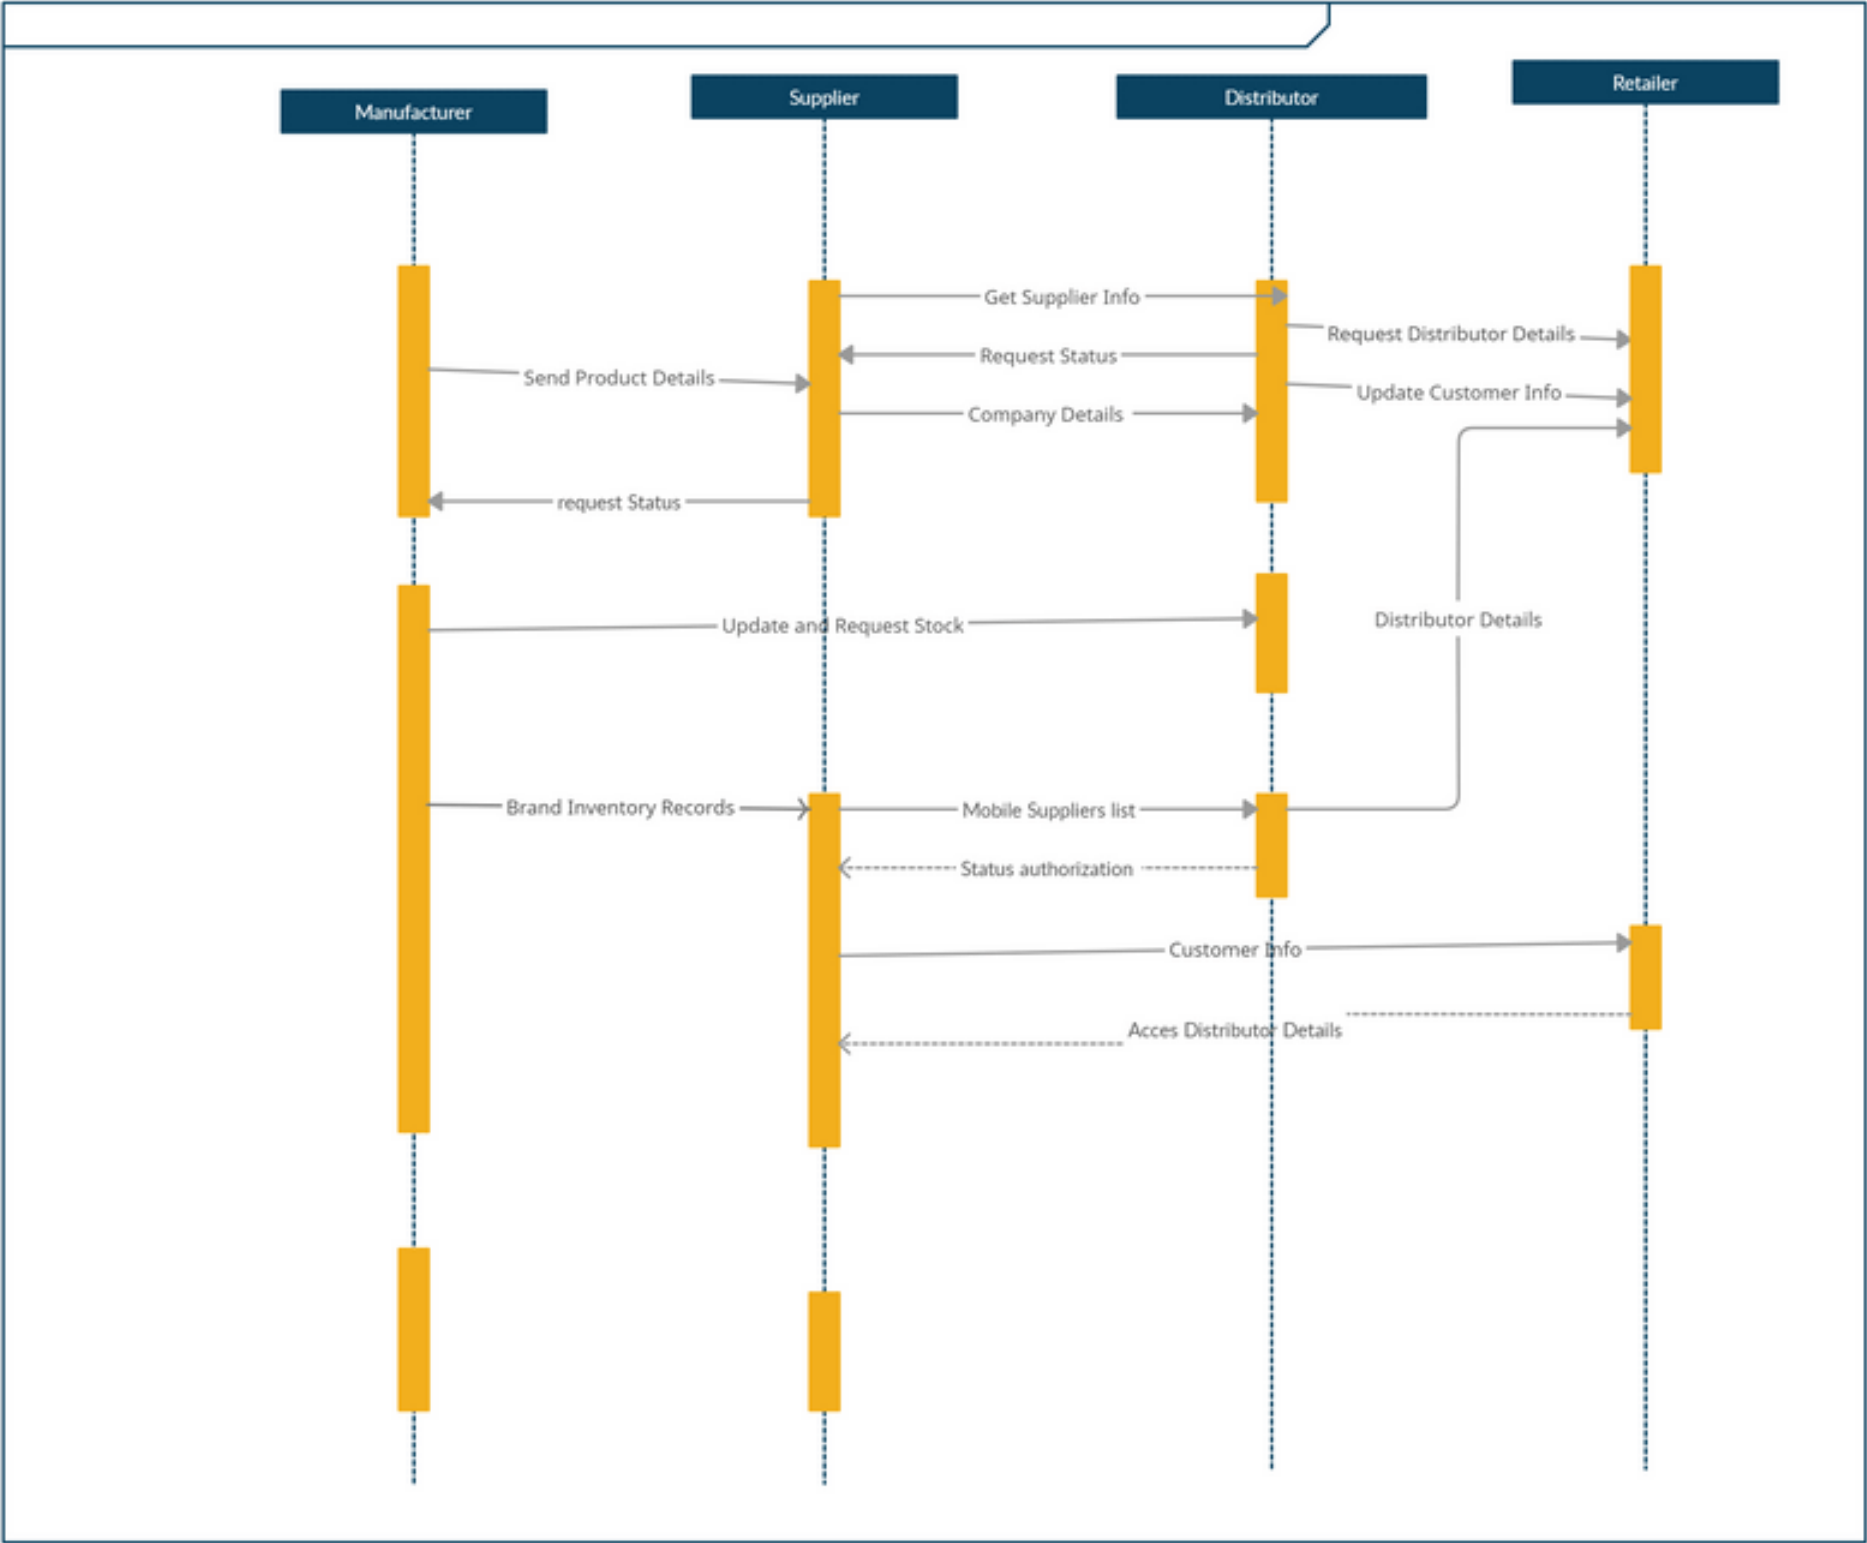 Manufacturer
Supplier
Distributor
Retailer
Get Supplier Info
Request Distributor Details
Request Status
Send Product Details
Update Customer Info
Company Details
request Status
Update and Request Stock
Distributor Details
Brand Inventory Records
Mobile Suppliers list
Status authorization
Customer Info
Acces Distributor Details